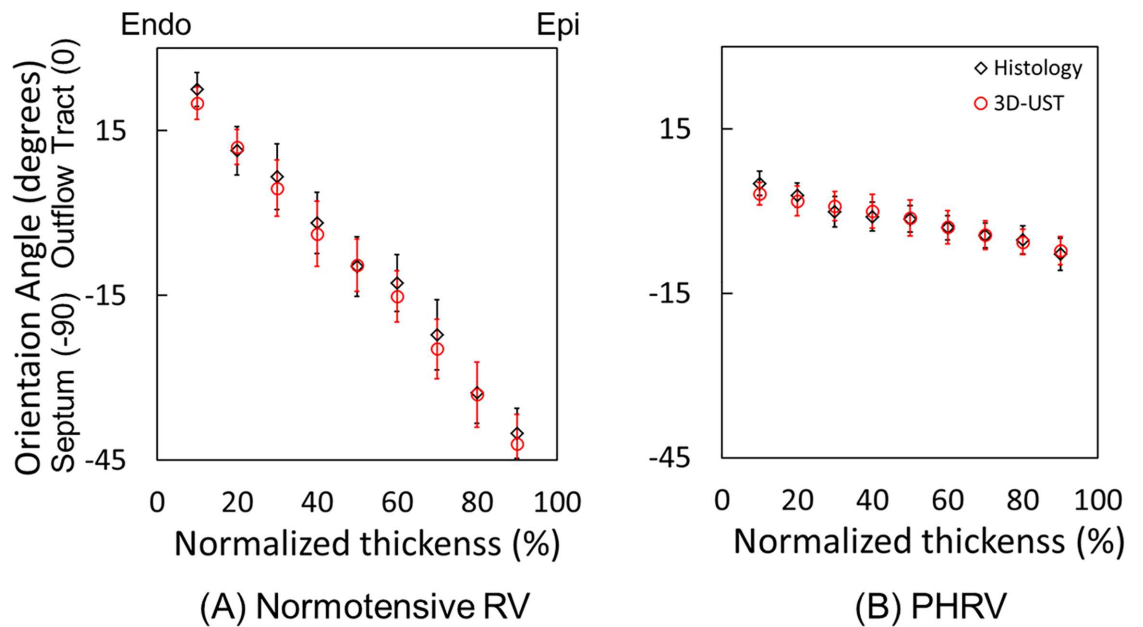 Endo
Epi
Orientaion Angle (degrees)
Septum (-90) Outflow Tract (0)
15
-15
-45
0 20 40 60 80 100
Normalized thickenss (%)
(A) Normotensive RV
Histology
3D-UST
15
-15
-45
0 20 40 60 80 100
Normalized thickenss (%)
(B) PHRV